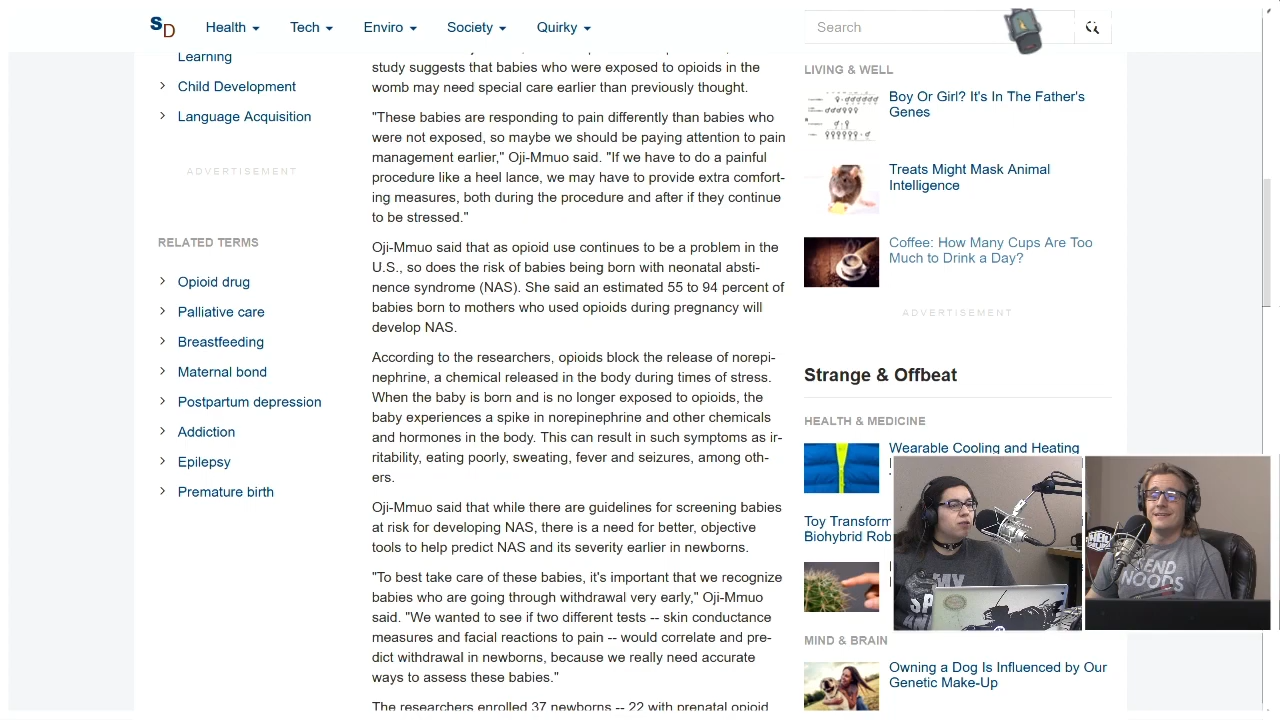 S D
Health
Tech
Enviro
Society
Quirky
Search
Learning
Child Development
Language Acquisition
ADVERTISEMENT
RELATED TERMS
Opioid drug
Palliative care
Breastfeeding
Maternal bond
Postpartum depression
Addiction
Epilepsy
Premature birth
study suggests that babies who were exposed to opioids in the
womb may need special care earlier than previously thought.
"These babies are responding to pain differently than babies who
were not exposed, so maybe we should be paying attention to pain
management earlier," Oji-Mmuo said. "If we have to do a painful
procedure like a heel lance, we may have to provide extra comfort-
ing measures, both during the procedure and after if they continue
to be stressed."
Oji-Mmuo said that as opioid use continues to be a problem in the
U.S., so does the risk of babies being born with neonatal absti-
nence syndrome (NAS). She said an estimated 55 to 94 percent of
babies born to mothers who used opioids during pregnancy will
develop NAS.
According to the researchers, opioids block the release of norepi-
nephrine, a chemical released in the body during times of stress.
When the baby is born and is no longer exposed to opioids, the
baby experiences a spike in norepinephrine and other chemicals
and hormones in the body. This can result in such symptoms as ir-
ritability, eating poorly, sweating, fever and seizures, among oth-
ers.
Oji-Mmuo said that while there are guidelines for screening babies
at risk for developing NAS, there is a need for better, objective
tools to help predict NAS and its severity earlier in newborns.
"To best take care of these babies, it's important that we recognize
babies who are going through withdrawal very early," Oji-Mmuo
said. "We wanted to see if two different tests -- skin conductance
measures and facial reactions to pain -- would correlate and pre-
dict withdrawal in newborns, because we really need accurate
ways to assess these babies."
The researchers enrolled 37 newborns -- 22 with prenatal opioid
LIVING & WELL
Boy Or Girl? It's In The Father's
Genes
Treats Might Mask Animal
Intelligence
Coffee: How Many Cups Are Too
Much to Drink a Day?
ADVERTISEMENT
Strange & Offbeat
HEALTH & MEDICINE
Wearable Cooling and Heating
Toy Transform
Biohybrid Rob
MIND & BRAIN
Owning a Dog Is Influenced by Our
Genetic Make-Up
SEND
NOODS